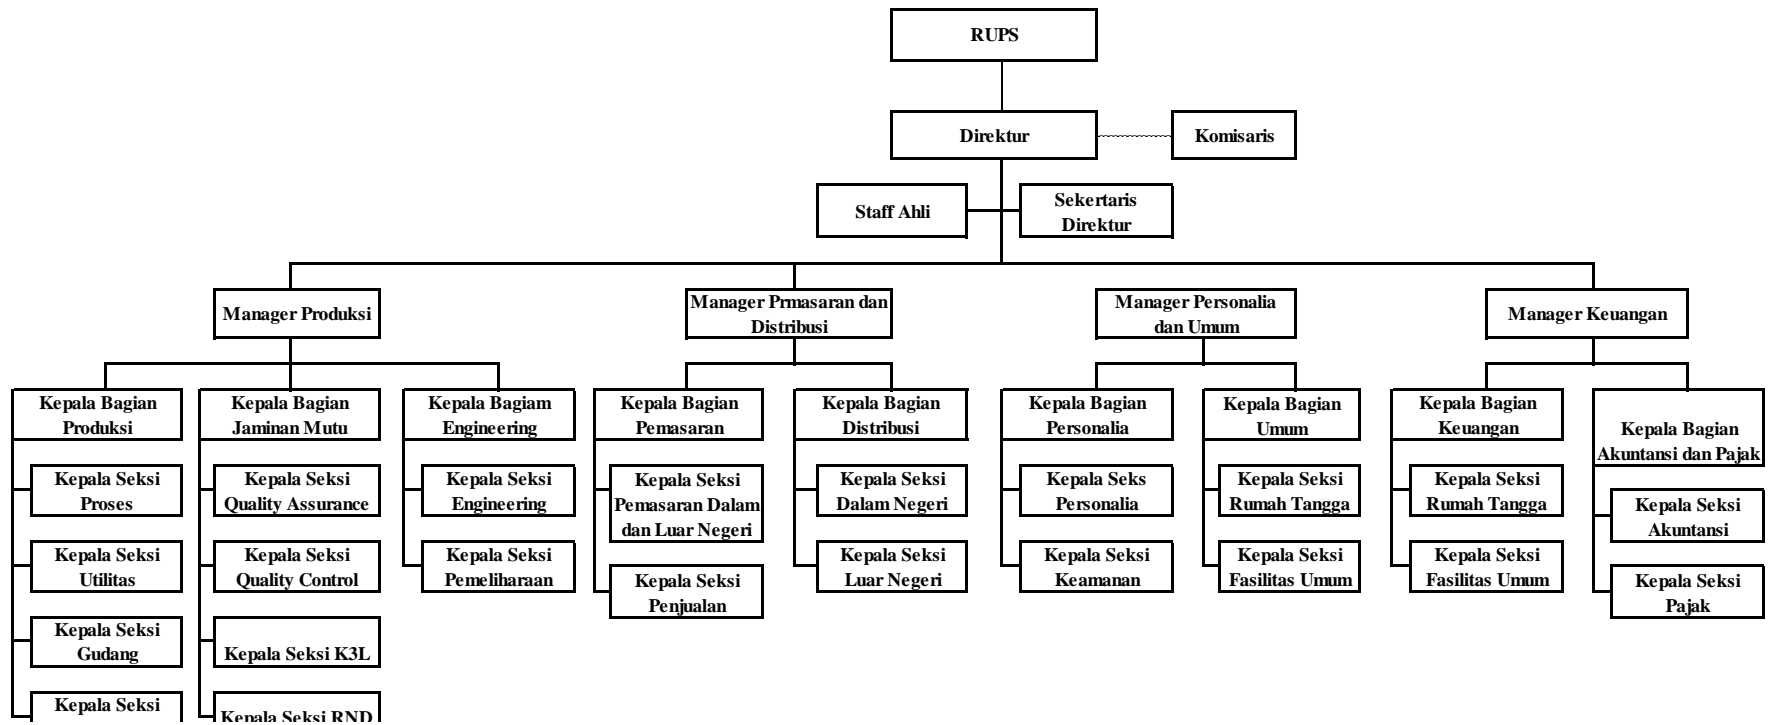 RUPS
Direktur
Komisaris
Staff Ahli
Sekertaris
Direktur
Manager Produksi
Manager Prmasaran dan
Distribusi
Manager Personalia
dan Umum
Manager Keuangan
Kepala Bagian
Produksi
Kepala Bagian
Jaminan Mutu
Kepala Bagiam
Engineering
Kepala Bagian
Pemasaran
Kepala Bagian
Distribusi
Kepala Bagian
Personalia
Kepala Bagian
Umum
Kepala Bagian
Keuangan
Kepala Bagian
Akuntansi dan Pajak
Kepala Seksi
Proses
Kepala Seksi
Quality Assurance
Kepala Seksi
Engineering
Kepala Seksi
Pemasaran Dalam
dan Luar Negeri
Kepala Seksi
Dalam Negeri
Kepala Seks
Personalia
Kepala Seksi
Rumah Tangga
Kepala Seksi
Rumah Tangga
Kepala Seksi
Akuntansi
Kepala Seksi
Utilitas
Kepala Seksi
Quality Control
Kepala Seksi
Pemeliharaan
Kepala Seksi
Penjualan
Kepala Seksi
Luar Negeri
Kepala Seksi
Keamanan
Kepala Seksi
Fasilitas Umum
Kepala Seksi
Fasilitas Umum
Kepala Seksi
Pajak
Kepala Seksi
Gudang
Kepala Seksi K3L
Kepala Seksi
Kepala Seksi RND